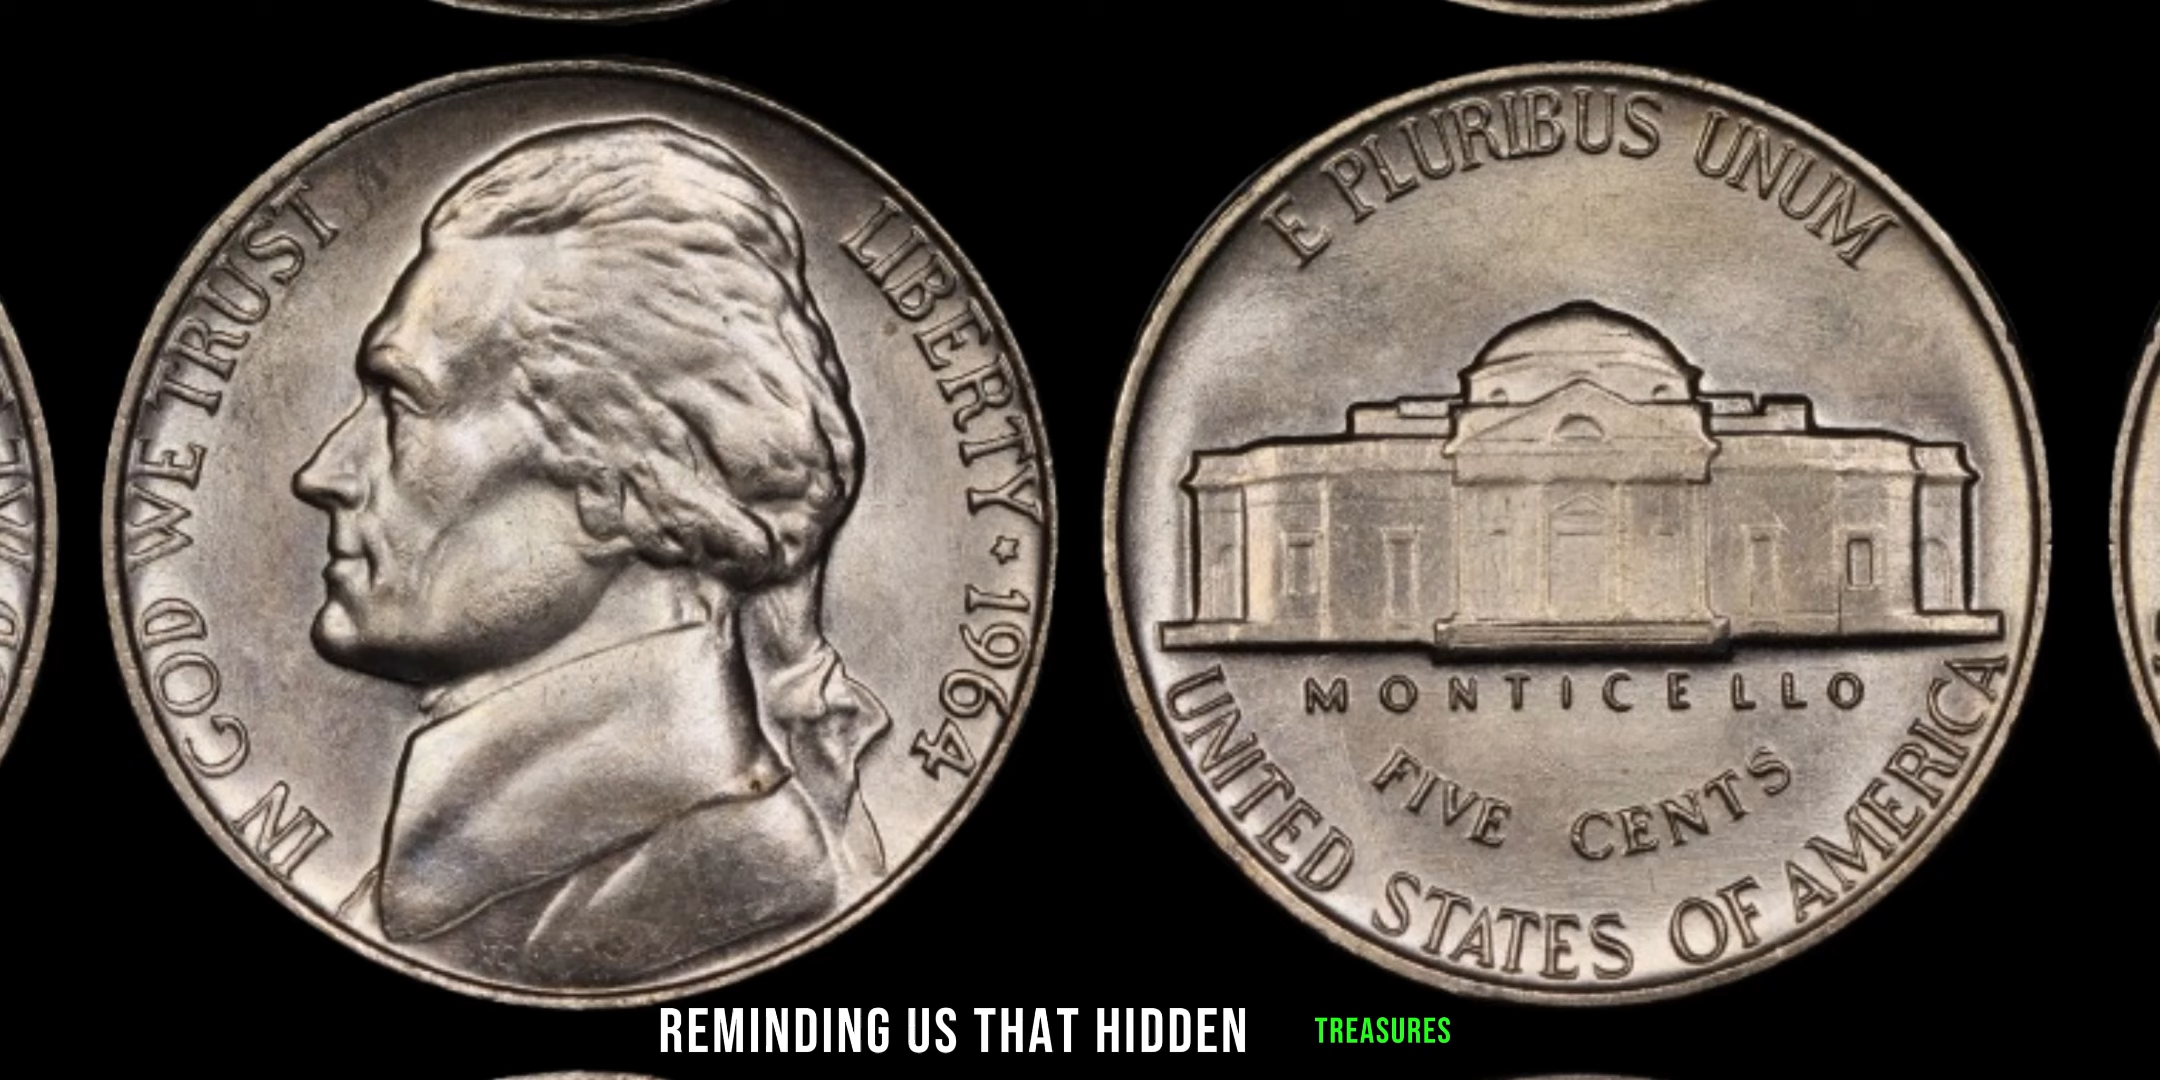 IN GOD WE TRUST
LIBERTY ★ 1964
E PLURIBUS UNUM
MONTICELLO
FIVE CENTS
UNITED STATES OF AMERICA
REMINDING US THAT HIDDEN TREASURES